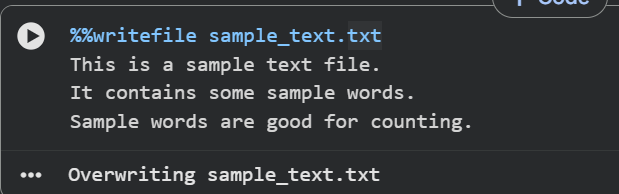 Code
%%writefile sample_text.txt
This is a sample text file.
It contains some sample words.
Sample words are good for counting.
Overwriting sample_text.txt